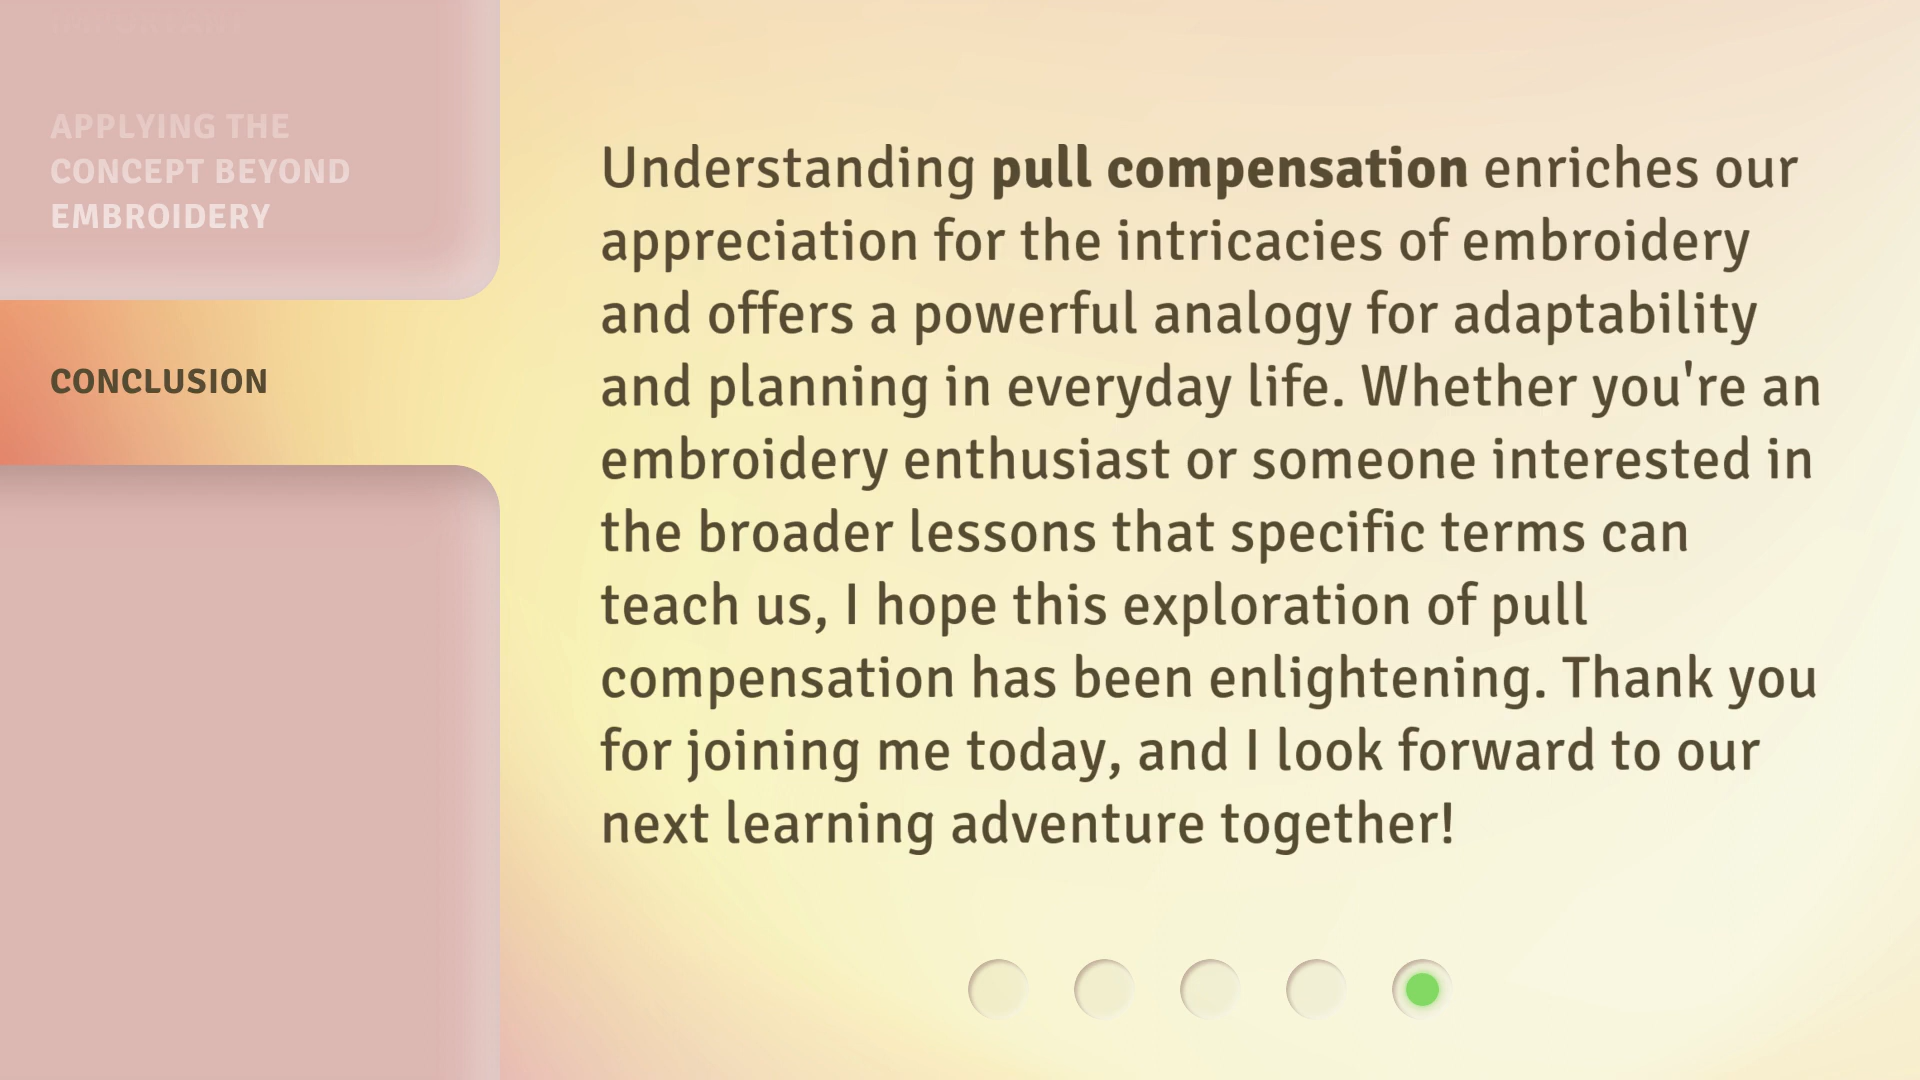 APPLYING THE
CONCEPT BEYOND
EMBROIDERY
CONCLUSION
Understanding pull compensation enriches our
appreciation for the intricacies of embroidery
and offers a powerful analogy for adaptability
and planning in everyday life. Whether you're an
embroidery enthusiast or someone interested in
the broader lessons that specific terms can
teach us, I hope this exploration of pull
compensation has been enlightening. Thank you
for joining me today, and I look forward to our
next learning adventure together!